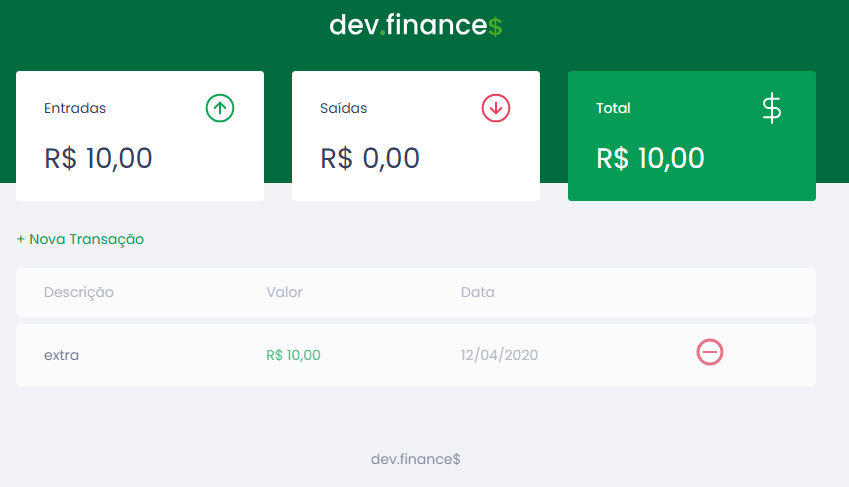 dev.finance$
Entradas
R$ 10,00
Saídas
R$ 0,00
Total
$
R$ 10,00
+ Nova Transação
Descrição Valor Data
extra R$ 10,00 12/04/2020
dev.finance$